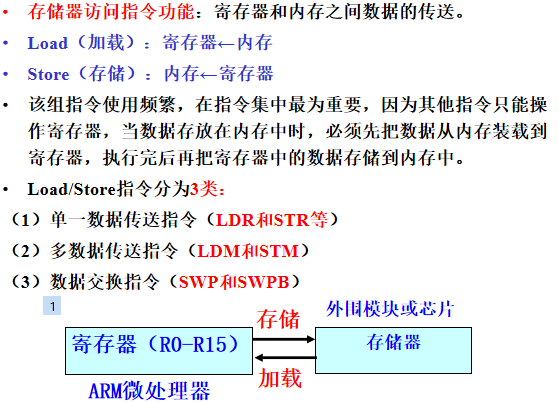 • 存储器访问指令功能：寄存器和内存之间数据的传送。
• Load（加载）：寄存器←内存
• Store（存储）：内存←寄存器
• 该组指令使用频繁，在指令集中最为重要，因为其他指令只能操
作寄存器，当数据存放在内存中时，必须先把数据从内存装载到
寄存器，执行完后再把寄存器中的数据存储到内存中。
• Load/Store指令分为3类：
（1）单一数据传送指令（LDR和STR等）
（2）多数据传送指令（LDM和STM）
（3）数据交换指令（SWP和SWPB）
1
存储
外围模块或芯片
寄存器（R0-R15）
存储器
加载
ARM微处理器